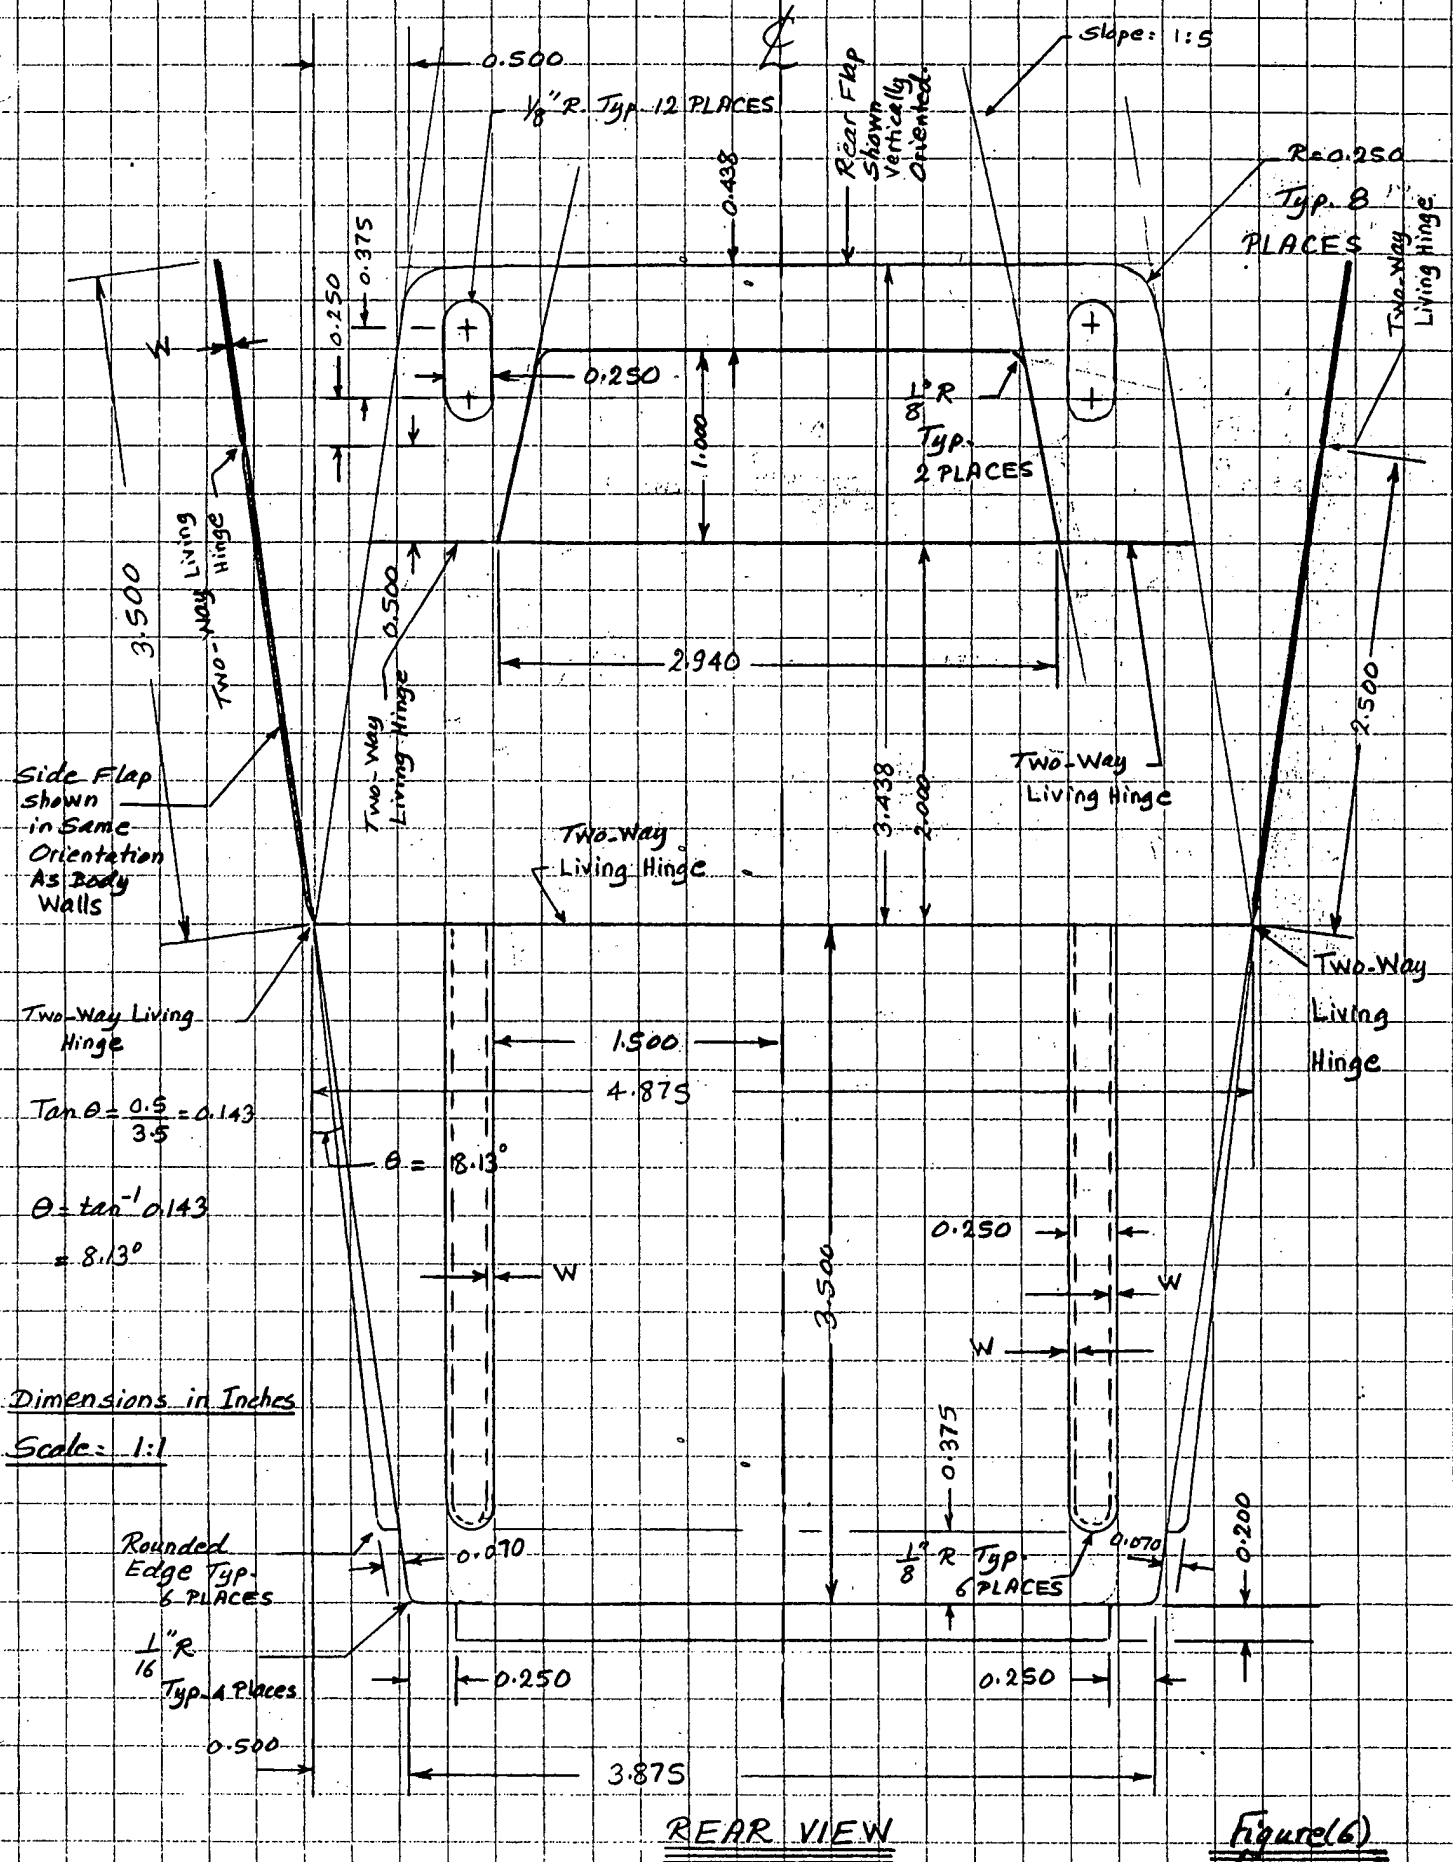 Slope: 1:5
0.500
1/8" R. Typ. 12 PLACES
Rear Flap
Shown
Vertically
Oriented.
R=0.250
Typ. 8
PLACES
Two-Way
Living Hinge
0.438
0.375
0.250
W
0.250
1/8" R
Typ.
2 PLACES
1.000
3.500
Two-Way Living
Hinge
0.500
2.940
2.500
Two-Way
Living Hinge
Side Flap
shown
in Same
Orientation
As Body
Walls
3.438
2.000
Two-Way
Living Hinge
Two-Way
Living Hinge
Two-Way Living
Hinge
Two-Way
Living
Hinge
1.500
4.875
Tan θ = 0.5/3.5 = 0.143
θ = 8.13°
θ = tan⁻¹ 0.143
= 8.13°
0.250
W
W
3.500
W
Dimensions in Inches
Scale: 1:1
0.375
Rounded
Edge Typ.
6 PLACES
0.070
1/8" R Typ.
6 PLACES
0.070
0.200
1/16" R
Typ. 4 Places
0.250
0.250
0.500
3.875
REAR VIEW
Figure(6)